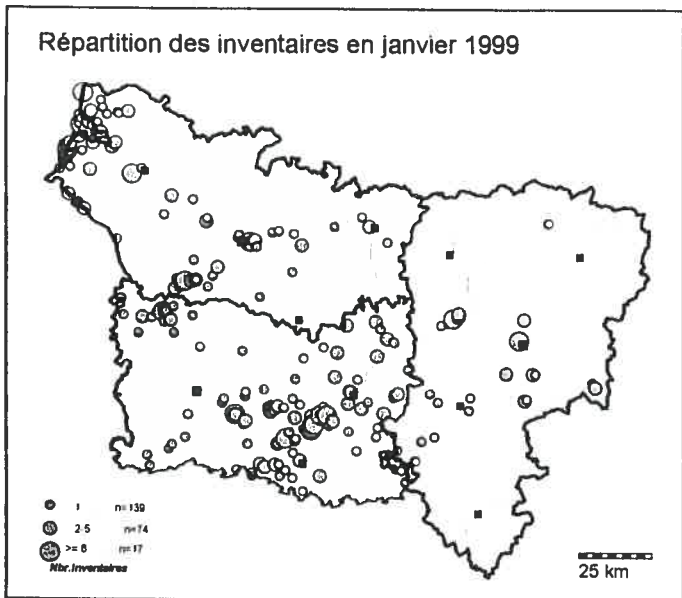 Répartition des inventaires en janvier 1999
1 n=139
2-5 n=74
>= 6 n=17
Nbr.Inventaires
25 km